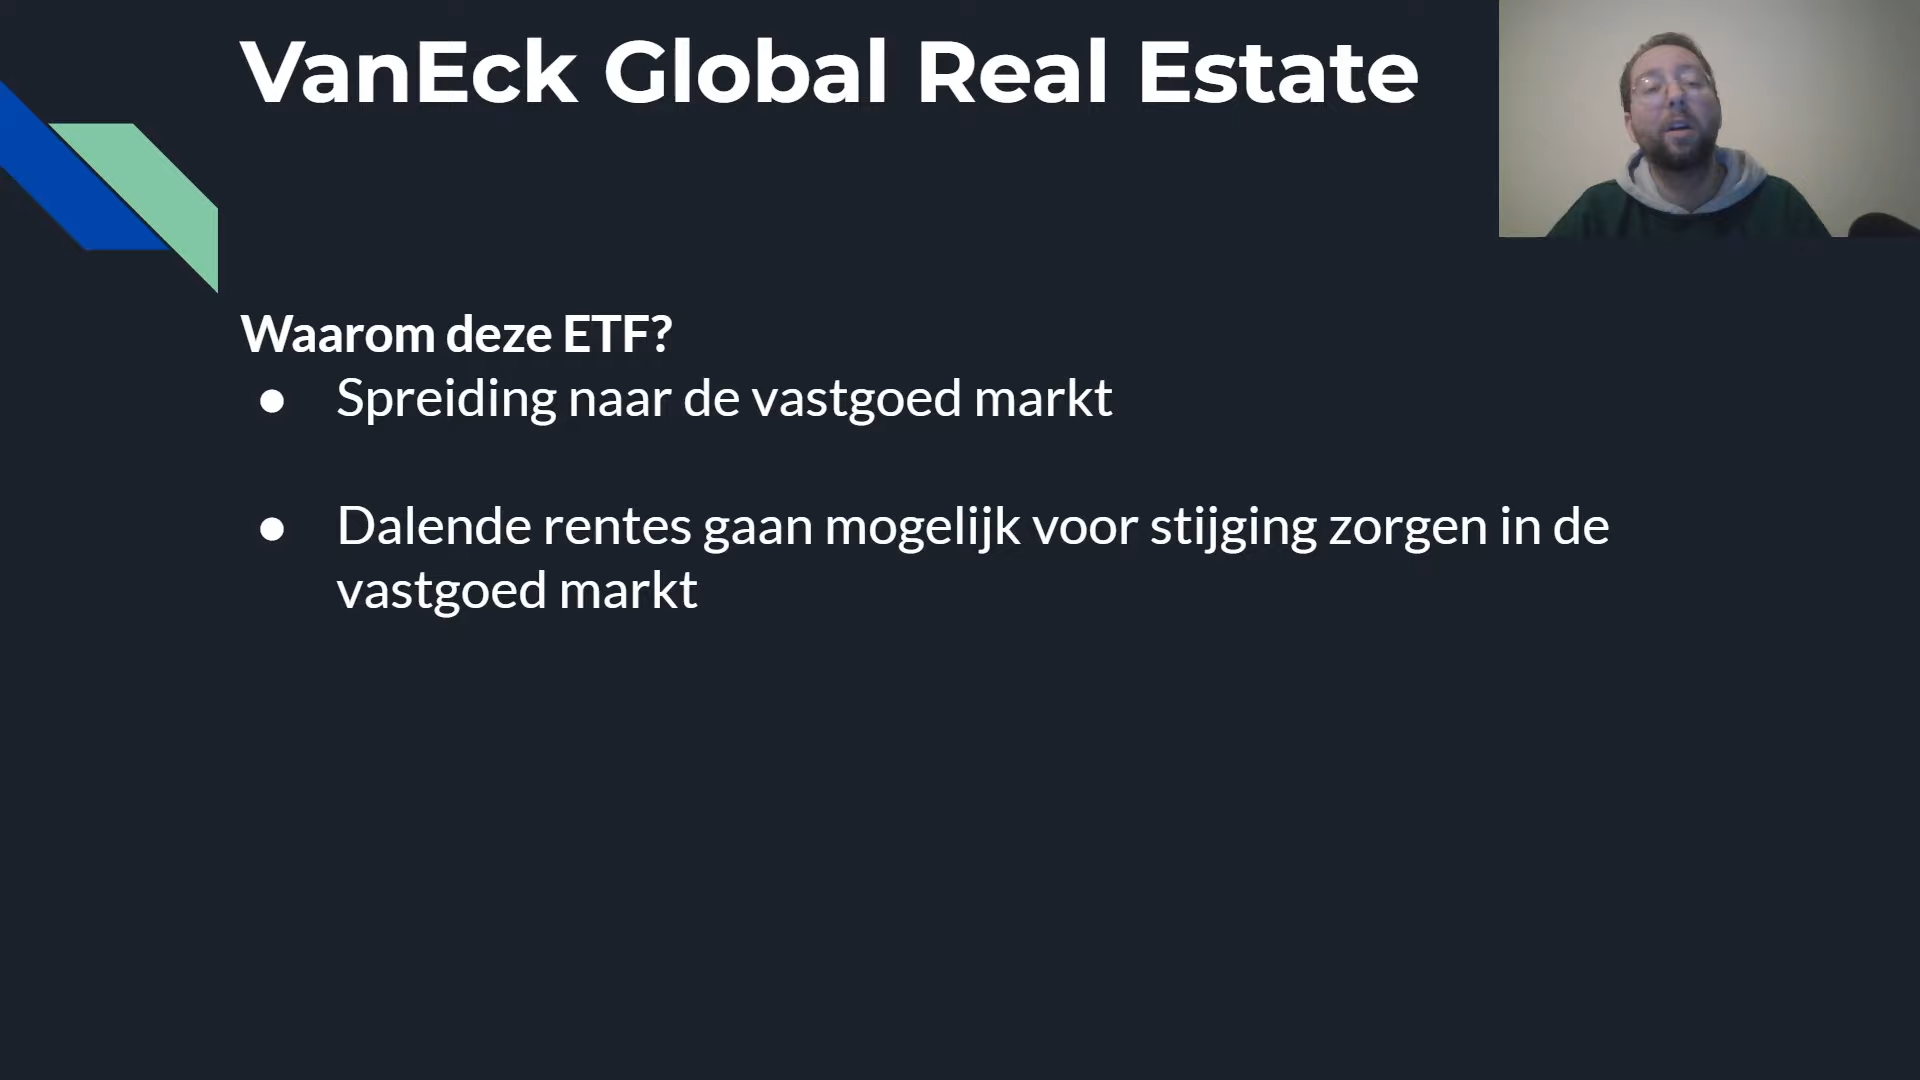 VanEck Global Real Estate
Waarom deze ETF?
● Spreiding naar de vastgoed markt
● Dalende rentes gaan mogelijk voor stijging zorgen in de
vastgoed markt